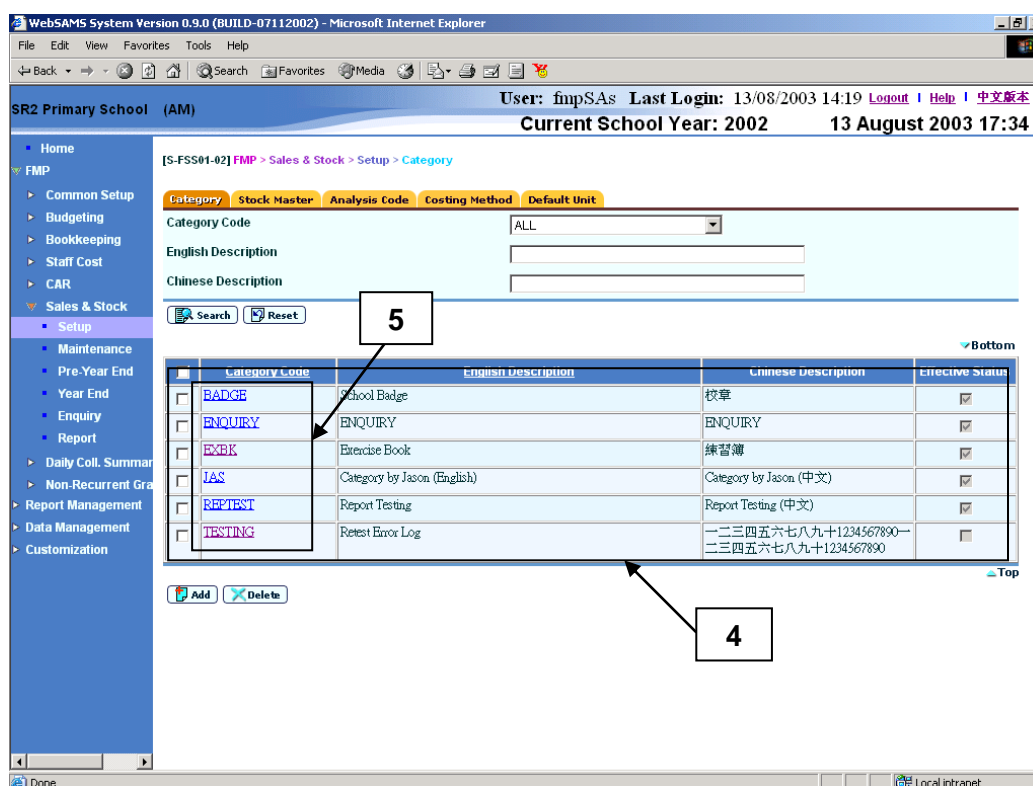 WebSAMS System Version 0.9.0 (BUILD-07112002) - Microsoft Internet Explorer
File Edit View Favorites Tools Help
Back Search Favorites Media
SR2 Primary School (AM)
User: fmpSAs Last Login: 13/08/2003 14:19 Logout | Help | 中文版本
Current School Year: 2002 13 August 2003 17:34
Home
FMP
Common Setup
Budgeting
Bookkeeping
Staff Cost
CAR
Sales & Stock
Setup
Maintenance
Pre-Year End
Year End
Enquiry
Report
Daily Coll. Summar
Non-Recurrent Gra
Report Management
Data Management
Customization
[S-FSS01-02] FMP > Sales & Stock > Setup > Category
Category Stock Master Analysis Code Costing Method Default Unit
Category Code ALL
English Description
Chinese Description
Search Reset
5
Bottom
Category Code English Description Chinese Description Effective Status
BADGE School Badge 校章
ENQUIRY ENQUIRY ENQUIRY
EXBK Exercise Book 練習簿
JAS Category by Jason (English) Category by Jason (中文)
REPTEST Report Testing Report Testing (中文)
TESTING Retest Error Log 一二三四五六七八九十1234567890一
二三四五六七八九十1234567890
Top
Add Delete
4
Done Local intranet